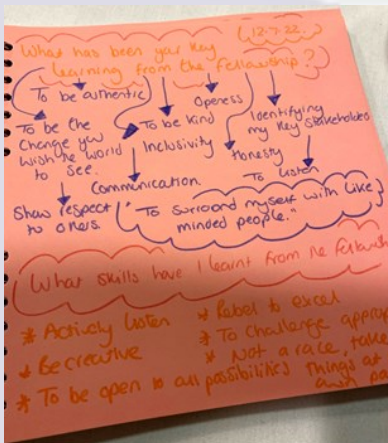 What has been your key (12.7.22.)
learning from the fellowship?
To be authentic
Openess
Identifying
my key stakeholders
To be the
change you
wish the world
to see.
To be kind
Inclusivity
Honesty
To listen
Communication
Show respect
to others.
"To surround myself with like
minded people."
What skills have I learnt from the
* Actively listen
* Rebel to excel
* Be creative
* To challenge
* Not a race, take
* To be open to all possibilities
things at
own